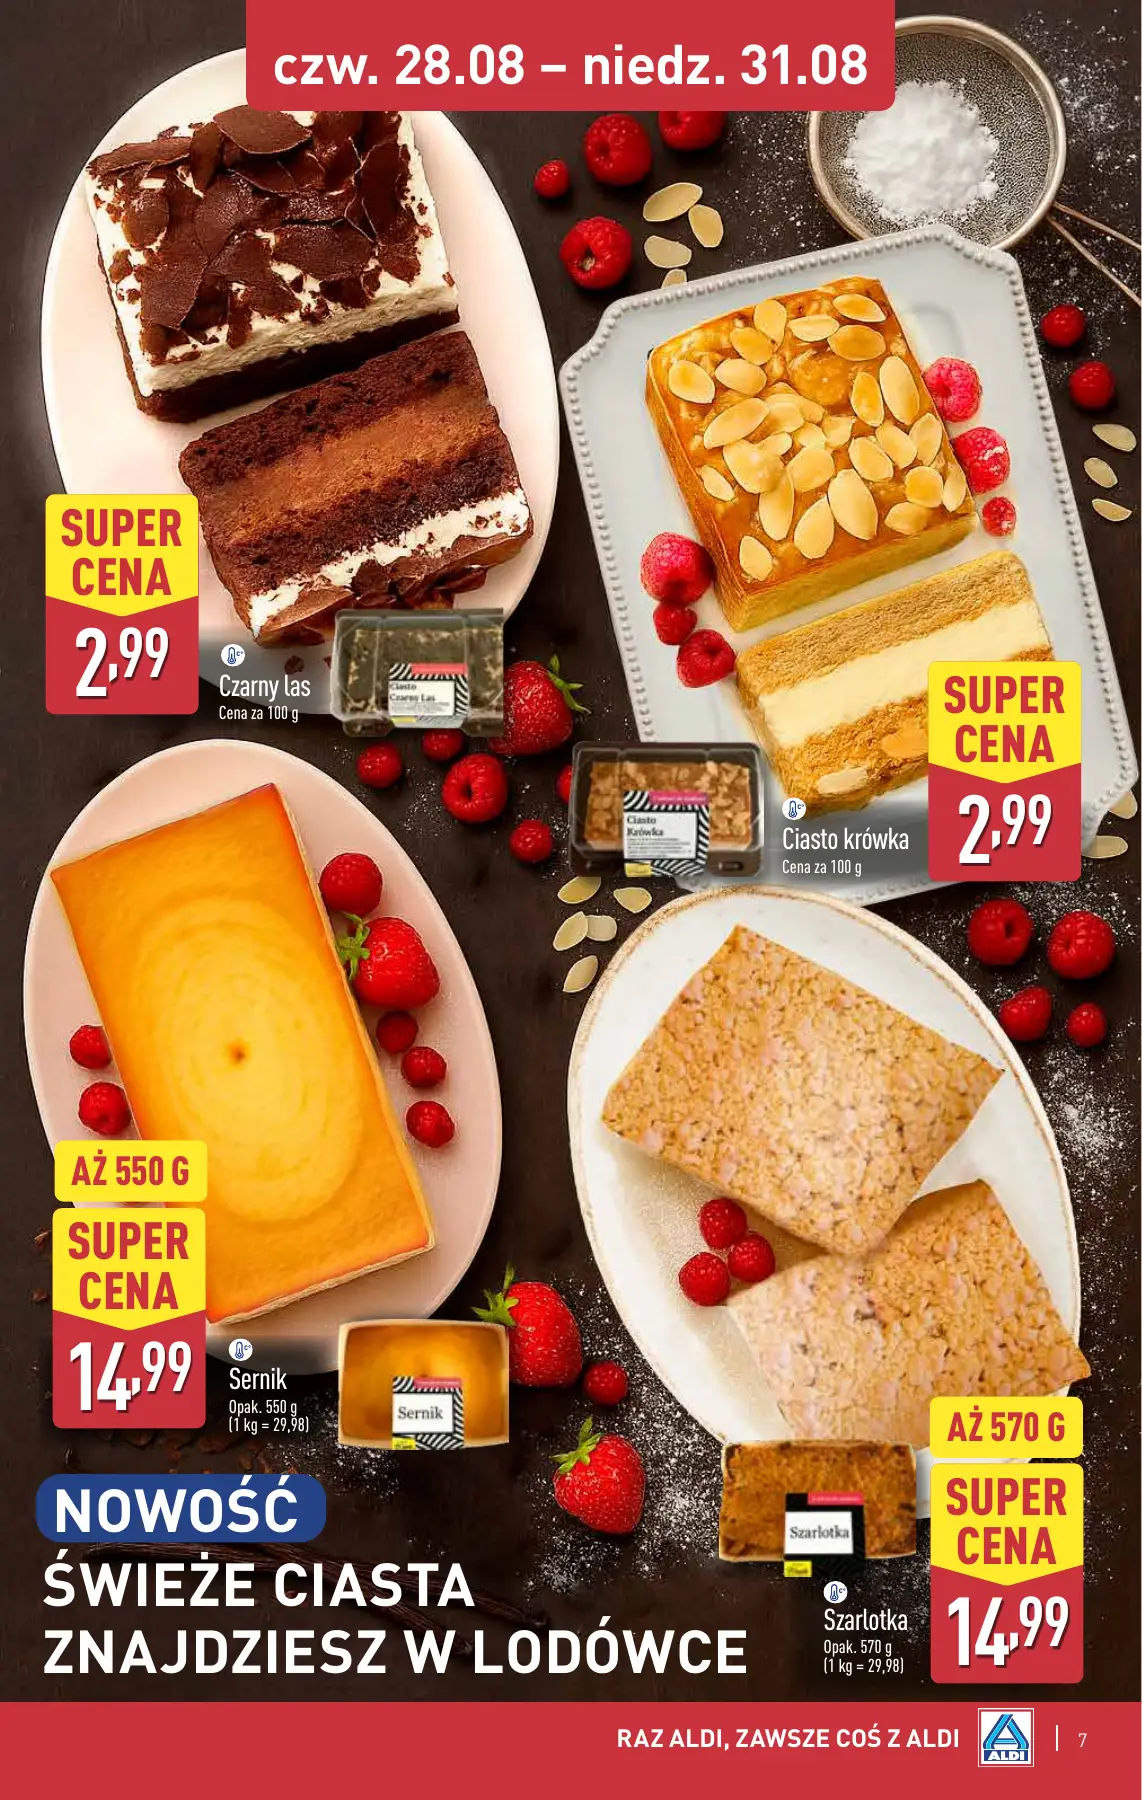 czw. 28.08 – niedz. 31.08
SUPER
CENA
2,99
Czarny las
Cena za 100 g
Ciasto
Czarny Las
SUPER
CENA
2,99
Ciasto krówka
Cena za 100 g
Ciasto
Krówka
AŻ 550 G
SUPER
CENA
14,99
Sernik
Opak. 550 g
(1 kg = 29,98)
Sernik
AŻ 570 G
SUPER
CENA
14,99
Szarlotka
Opak. 570 g
(1 kg = 29,98)
Szarlotka
NOWOŚĆ
ŚWIEŻE CIASTA
ZNAJDZIESZ W LODÓWCE
RAZ ALDI, ZAWSZE COŚ Z ALDI
ALDI
7